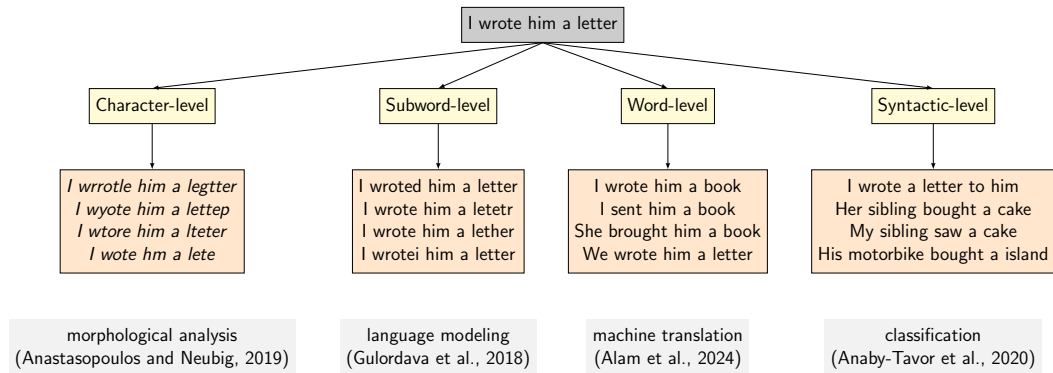 I wrote him a letter
Character-level
Subword-level
Word-level
Syntactic-level
I wrrotle him a legtter
I wyote him a lettep
I wtore him a lteter
I wote hm a lete
I wroted him a letter
I wrote him a letetr
I wrote him a lether
I wrotei him a letter
I wrote him a book
I sent him a book
She brought him a book
We wrote him a letter
I wrote a letter to him
Her sibling bought a cake
My sibling saw a cake
His motorbike bought a island
morphological analysis
(Anastasopoulos and Neubig, 2019)
language modeling
(Gulordava et al., 2018)
machine translation
(Alam et al., 2024)
classification
(Anaby-Tavor et al., 2020)